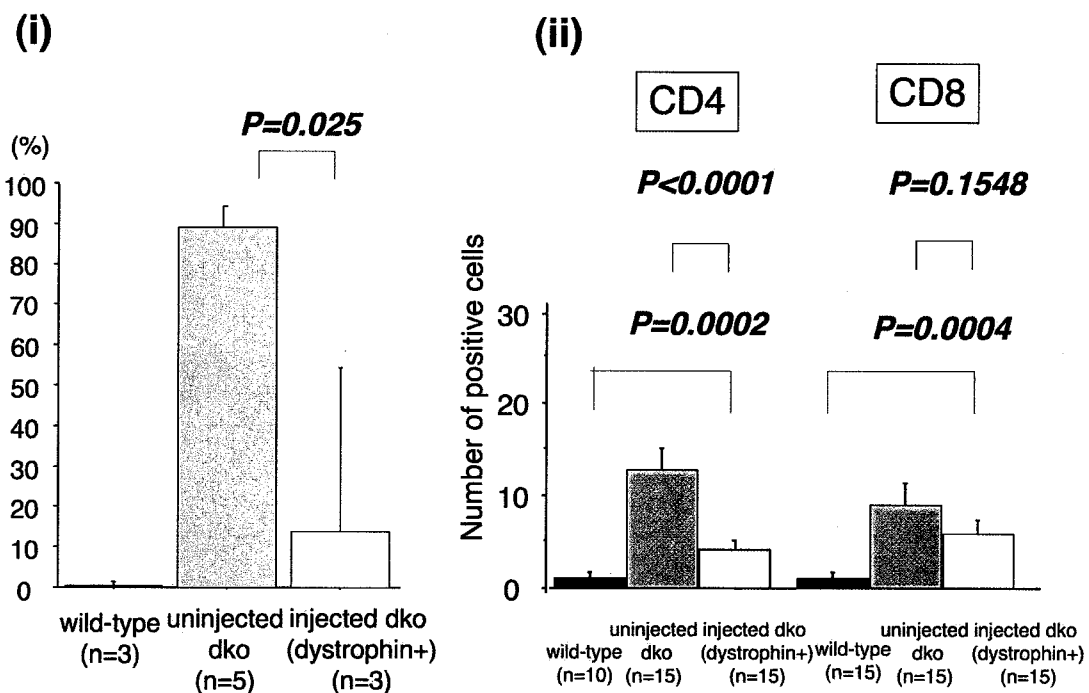 (i)
P=0.025
(%)
100
90
80
70
60
50
40
30
20
10
0
wild-type
(n=3)
uninjected
dko
(n=5)
injected dko
(dystrophin+)
(n=3)
(ii)
CD4
CD8
P<0.0001
P=0.1548
P=0.0002
P=0.0004
Number of positive cells
30
20
10
0
wild-type
(n=10)
uninjected
dko
(n=15)
injected dko
(dystrophin+)
(n=15)
wild-type
(n=15)
uninjected
dko
(n=15)
injected dko
(dystrophin+)
(n=15)